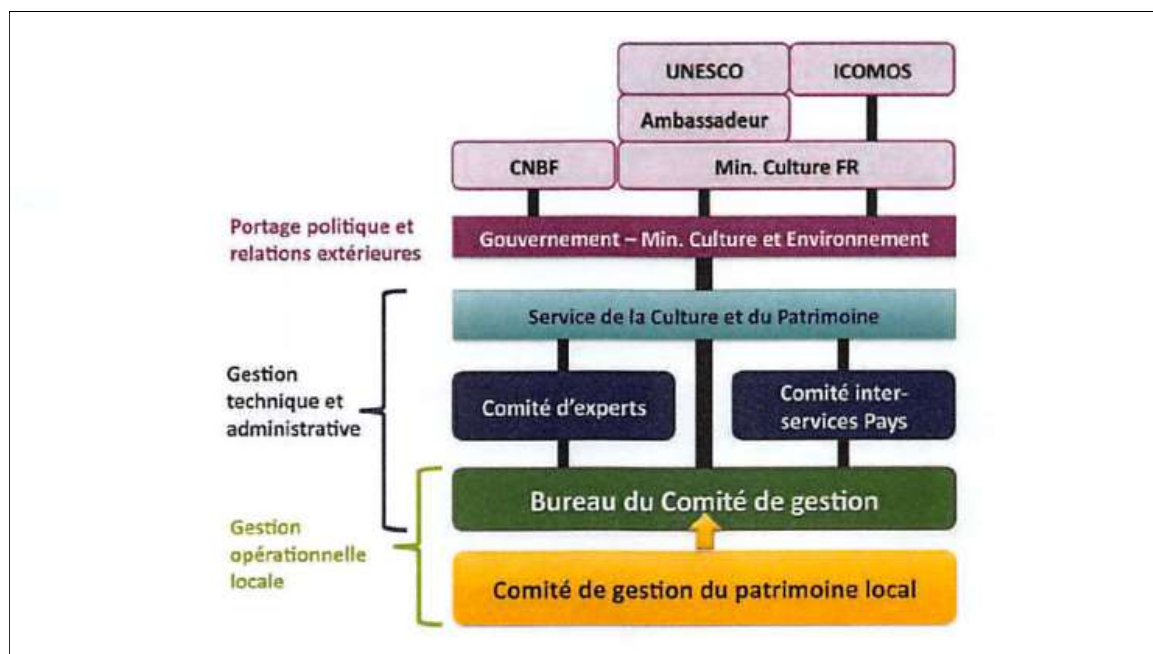 UNESCO
ICOMOS
Ambassadeur
CNBF
Min. Culture FR
Portage politique et
relations extérieures
Gouvernement – Min. Culture et Environnement
Service de la Culture et du Patrimoine
Gestion
technique et
administrative
Comité d'experts
Comité inter-
services Pays
Bureau du Comité de gestion
Gestion
opérationnelle
locale
Comité de gestion du patrimoine local